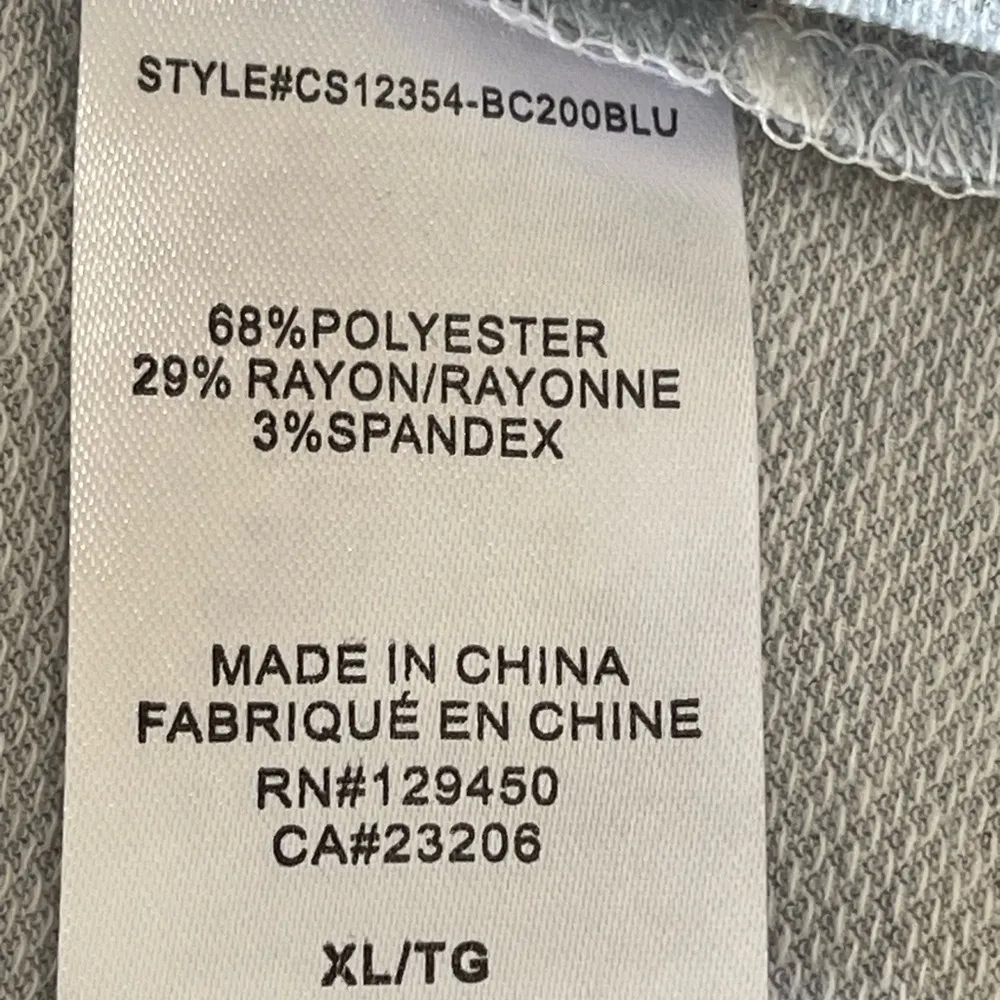 STYLE#CS12354-BC200BLU
68%POLYESTER
29% RAYON/RAYONNE
3%SPANDEX
MADE IN CHINA
FABRIQUÉ EN CHINE
RN#129450
CA#23206
XL/TG